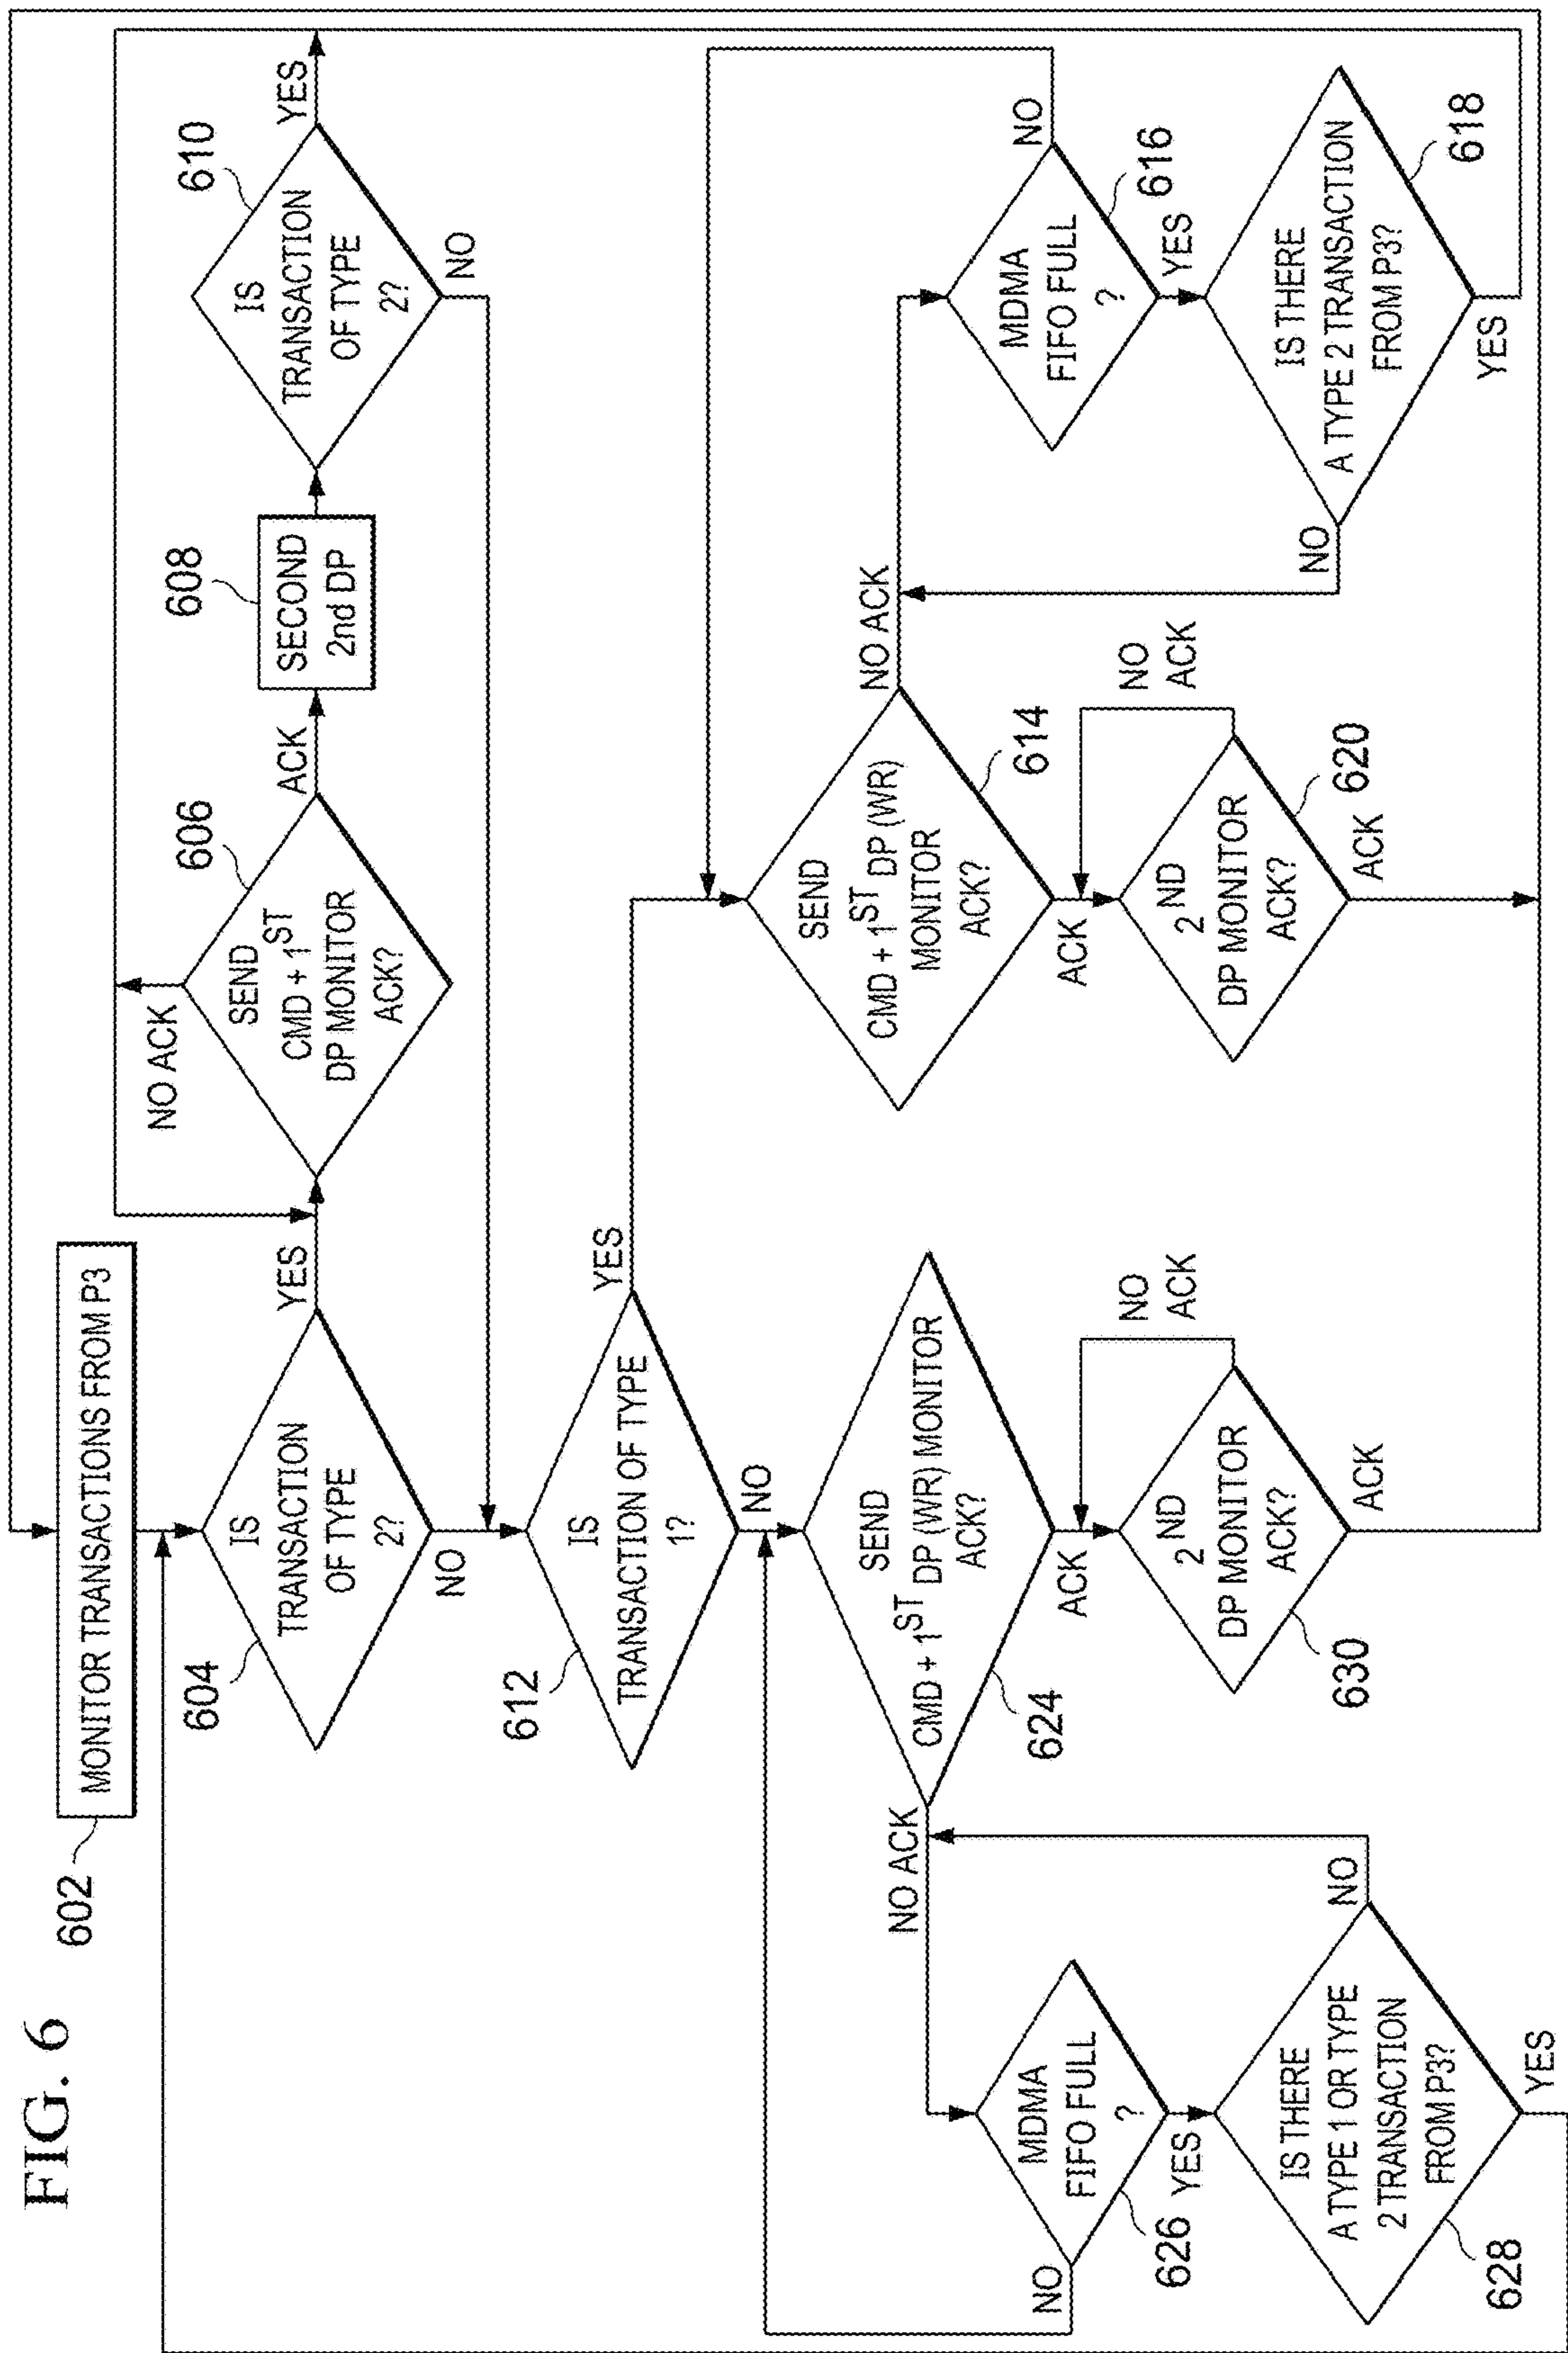 FIG. 6
602
MONITOR TRANSACTIONS FROM P3
604
IS
TRANSACTION
OF TYPE
2?
YES
NO
606
SEND
CMD + 1ST
DP MONITOR
ACK?
NO ACK
ACK
608
SECOND
2nd DP
610
IS
TRANSACTION
OF TYPE
2?
YES
NO
612
IS
TRANSACTION OF TYPE
1?
YES
NO
614
SEND
CMD + 1ST DP (WR)
MONITOR
ACK?
NO ACK
ACK
616
MDMA
FIFO FULL
?
NO
YES
618
IS THERE
A TYPE 2 TRANSACTION
FROM P3?
NO
YES
620
2ND
DP MONITOR
ACK?
NO
ACK
ACK
624
SEND
CMD + 1ST DP (WR) MONITOR
ACK?
NO ACK
ACK
626
MDMA
FIFO FULL
?
NO
YES
628
IS THERE
A TYPE 1 OR TYPE
2 TRANSACTION
FROM P3?
NO
YES
630
2ND
DP MONITOR
ACK?
NO
ACK
ACK